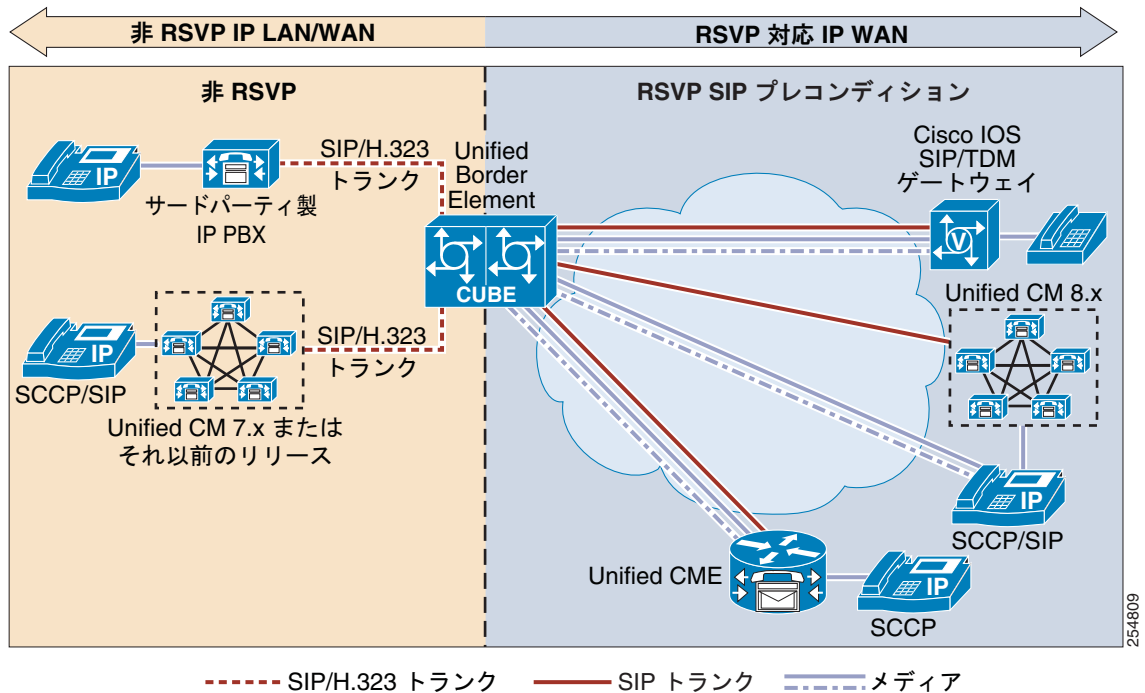 非 RSVP IP LAN/WAN
RSVP 対応 IP WAN
非 RSVP
RSVP SIP プレコンディション
IP
サードパーティ製
IP PBX
SIP/H.323
トランク
Unified
Border
Element
CUBE
Cisco IOS
SIP/TDM
ゲートウェイ
V
IP
SCCP/SIP
SIP/H.323
トランク
Unified CM 7.x または
それ以前のリリース
Unified CM 8.x
IP
SCCP/SIP
Unified CME
IP
SCCP
254809
SIP/H.323 トランク
SIP トランク
メディア